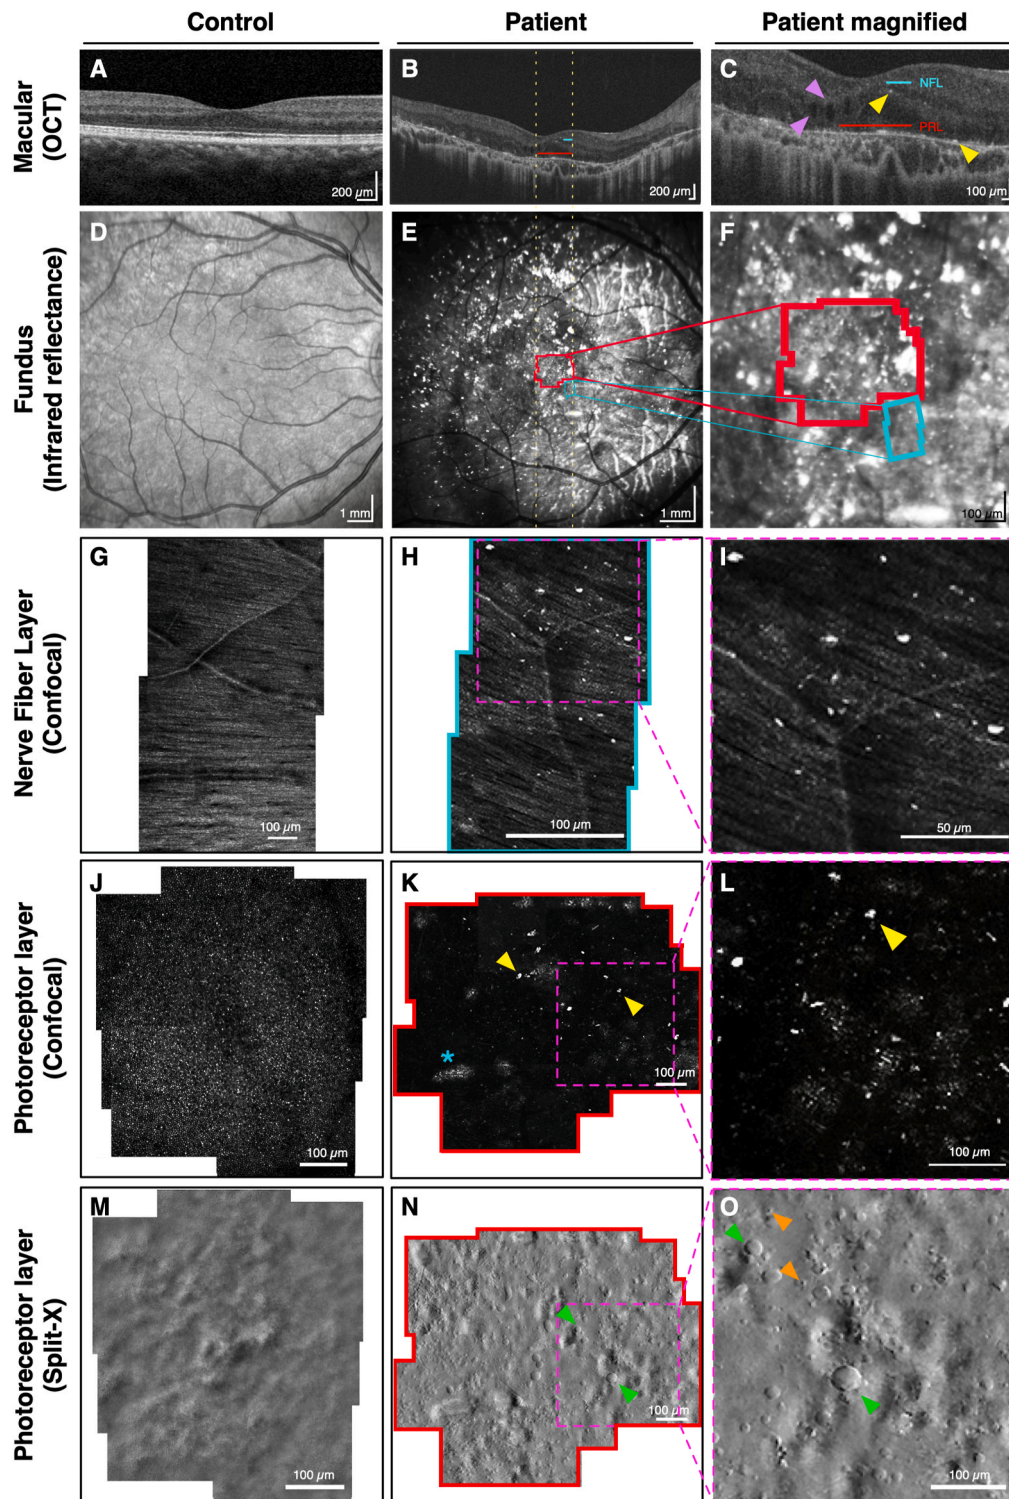 Control
Patient
Patient magnified
Macular
(OCT)
A
200 µm
B
200 µm
C
NFL
PRL
100 µm
Fundus
(Infrared reflectance)
D
1 mm
E
1 mm
F
100 µm
Nerve Fiber Layer
(Confocal)
G
100 µm
H
100 µm
I
50 µm
Photoreceptor layer
(Confocal)
J
100 µm
K
*
100 µm
L
100 µm
Photoreceptor layer
(Split-X)
M
100 µm
N
100 µm
O
100 µm